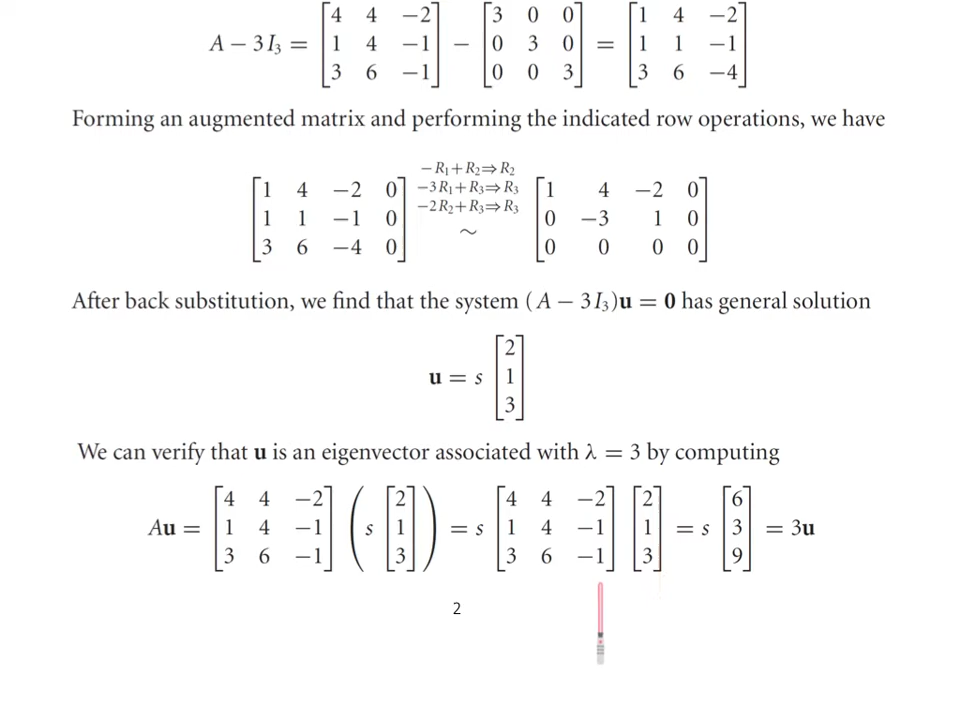 A − 3I₃ = [4 4 −2; 1 4 −1; 3 6 −1] − [3 0 0; 0 3 0; 0 0 3] = [1 4 −2; 1 1 −1; 3 6 −4]
Forming an augmented matrix and performing the indicated row operations, we have
[1 4 −2 0; 1 1 −1 0; 3 6 −4 0] −R₁+R₂⇒R₂ −3R₁+R₃⇒R₃ −2R₂+R₃⇒R₃ ∼ [1 4 −2 0; 0 −3 1 0; 0 0 0 0]
After back substitution, we find that the system (A − 3I₃)u = 0 has general solution
u = s [2; 1; 3]
We can verify that u is an eigenvector associated with λ = 3 by computing
Au = [4 4 −2; 1 4 −1; 3 6 −1] (s [2; 1; 3]) = s [4 4 −2; 1 4 −1; 3 6 −1] [2; 1; 3] = s [6; 3; 9] = 3u
2